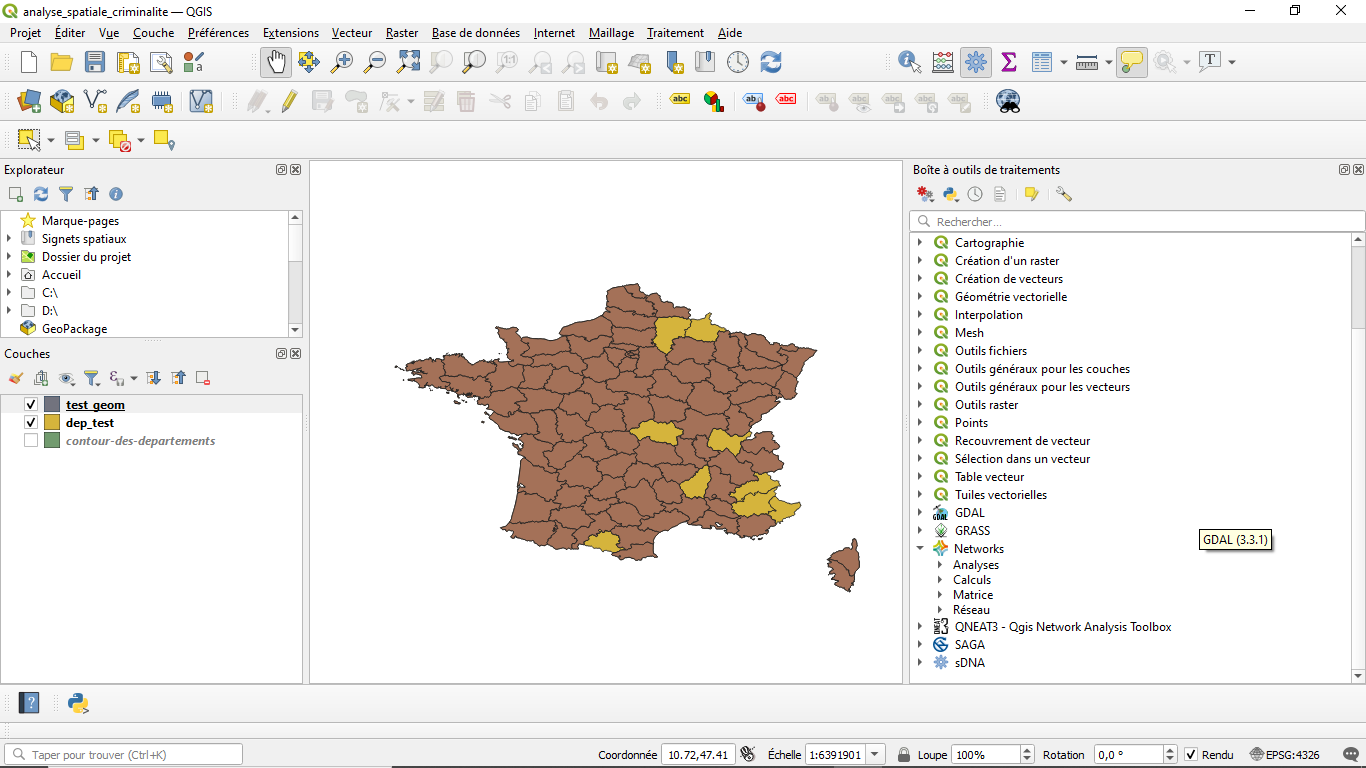 analyse_spatiale_criminalite — QGIS
Projet Éditer Vue Couche Préférences Extensions Vecteur Raster Base de données Internet Maillage Traitement Aide
Explorateur
Marque-pages
Signets spatiaux
Dossier du projet
Accueil
C:\
D:\
GeoPackage
Couches
test_geom
dep_test
contour-des-departements
Boîte à outils de traitements
Rechercher...
Cartographie
Création d'un raster
Création de vecteurs
Géométrie vectorielle
Interpolation
Mesh
Outils fichiers
Outils généraux pour les couches
Outils généraux pour les vecteurs
Outils raster
Points
Recouvrement de vecteur
Sélection dans un vecteur
Table vecteur
Tuiles vectorielles
GDAL
GRASS
GDAL (3.3.1)
Networks
Analyses
Calculs
Matrice
Réseau
QNEAT3 - Qgis Network Analysis Toolbox
SAGA
sDNA
Taper pour trouver (Ctrl+K)
Coordonnée 10.72,47.41 Échelle 1:6391901 Loupe 100% Rotation 0,0 ° Rendu EPSG:4326